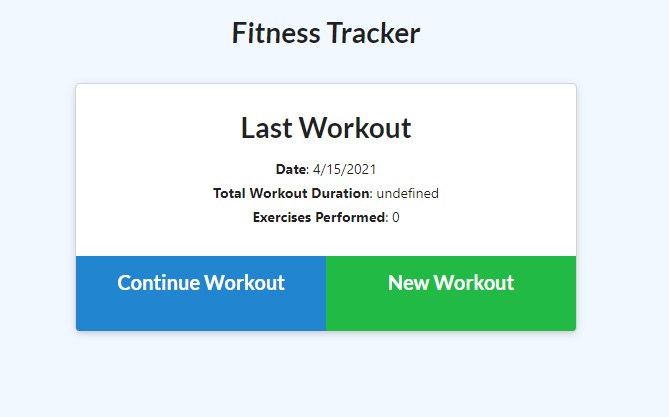 Fitness Tracker
Last Workout
Date: 4/15/2021
Total Workout Duration: undefined
Exercises Performed: 0
Continue Workout
New Workout